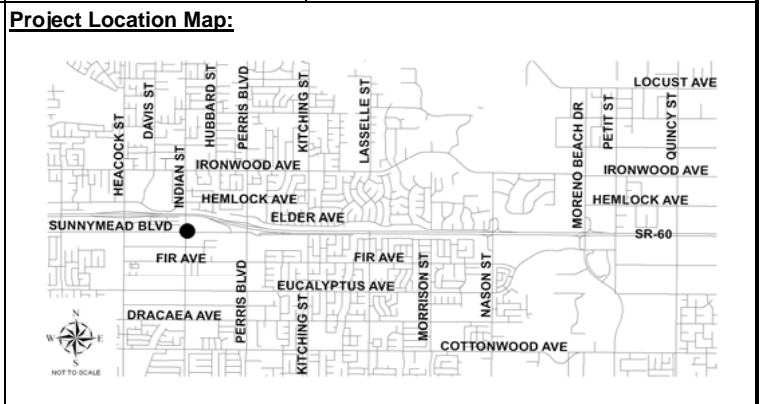 Project Location Map:
LOCUST AVE
HEACOCK ST
DAVIS ST
INDIAN ST
HUBBARD ST
PERRIS BLVD
KITCHING ST
LASSELLE ST
MORENO BEACH DR
PETIT ST
QUINCY ST
IRONWOOD AVE
IRONWOOD AVE
HEMLOCK AVE
HEMLOCK AVE
ELDER AVE
SUNNYMEAD BLVD
SR-60
FIR AVE
FIR AVE
EUCALYPTUS AVE
PERRIS BLVD
KITCHING ST
MORRISON ST
NASON ST
DRACAEA AVE
COTTONWOOD AVE
N
W
E
S
NOT TO SCALE